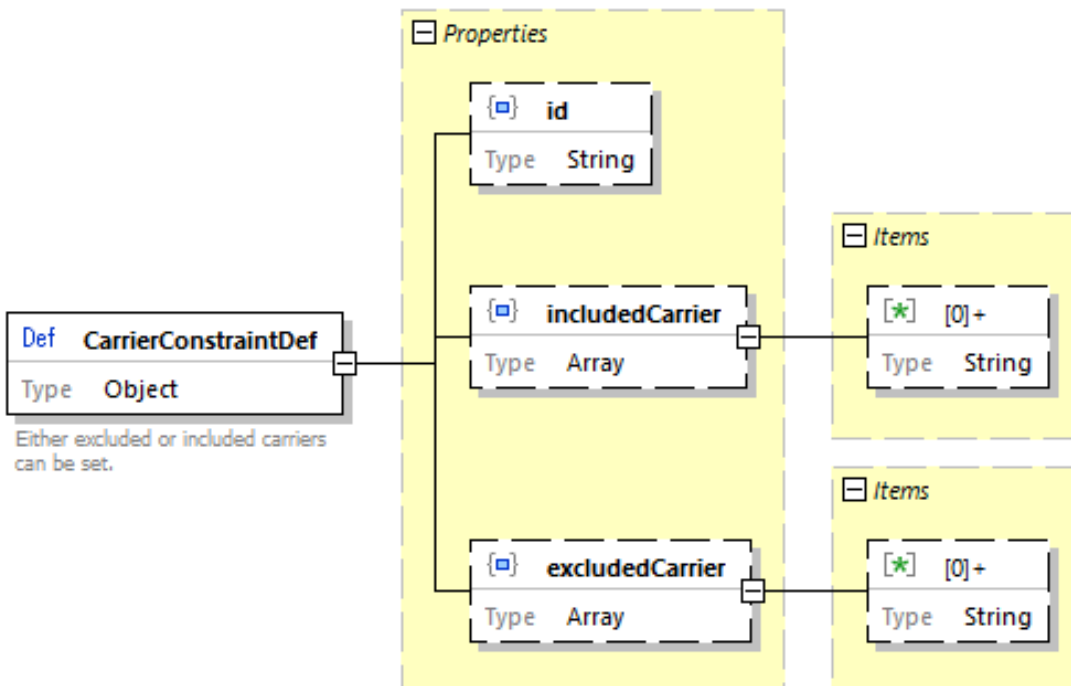 Properties
id
Type String
Items
includedCarrier
[0]+
Def CarrierConstraintDef
Type Array
Type String
Type Object
Either excluded or included carriers
can be set.
Items
excludedCarrier
[0]+
Type Array
Type String